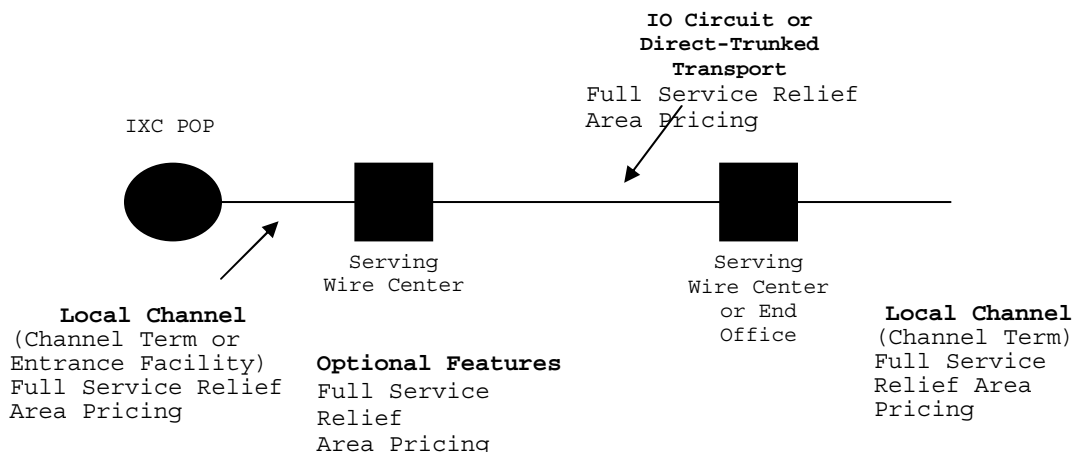 IO Circuit or
Direct-Trunked
Transport
Full Service Relief
Area Pricing
IXC POP
Serving
Wire Center
Serving
Wire Center
or End
Office
Local Channel
(Channel Term or
Entrance Facility)
Full Service Relief
Area Pricing
Optional Features
Full Service
Relief
Area Pricing
Local Channel
(Channel Term)
Full Service
Relief Area
Pricing